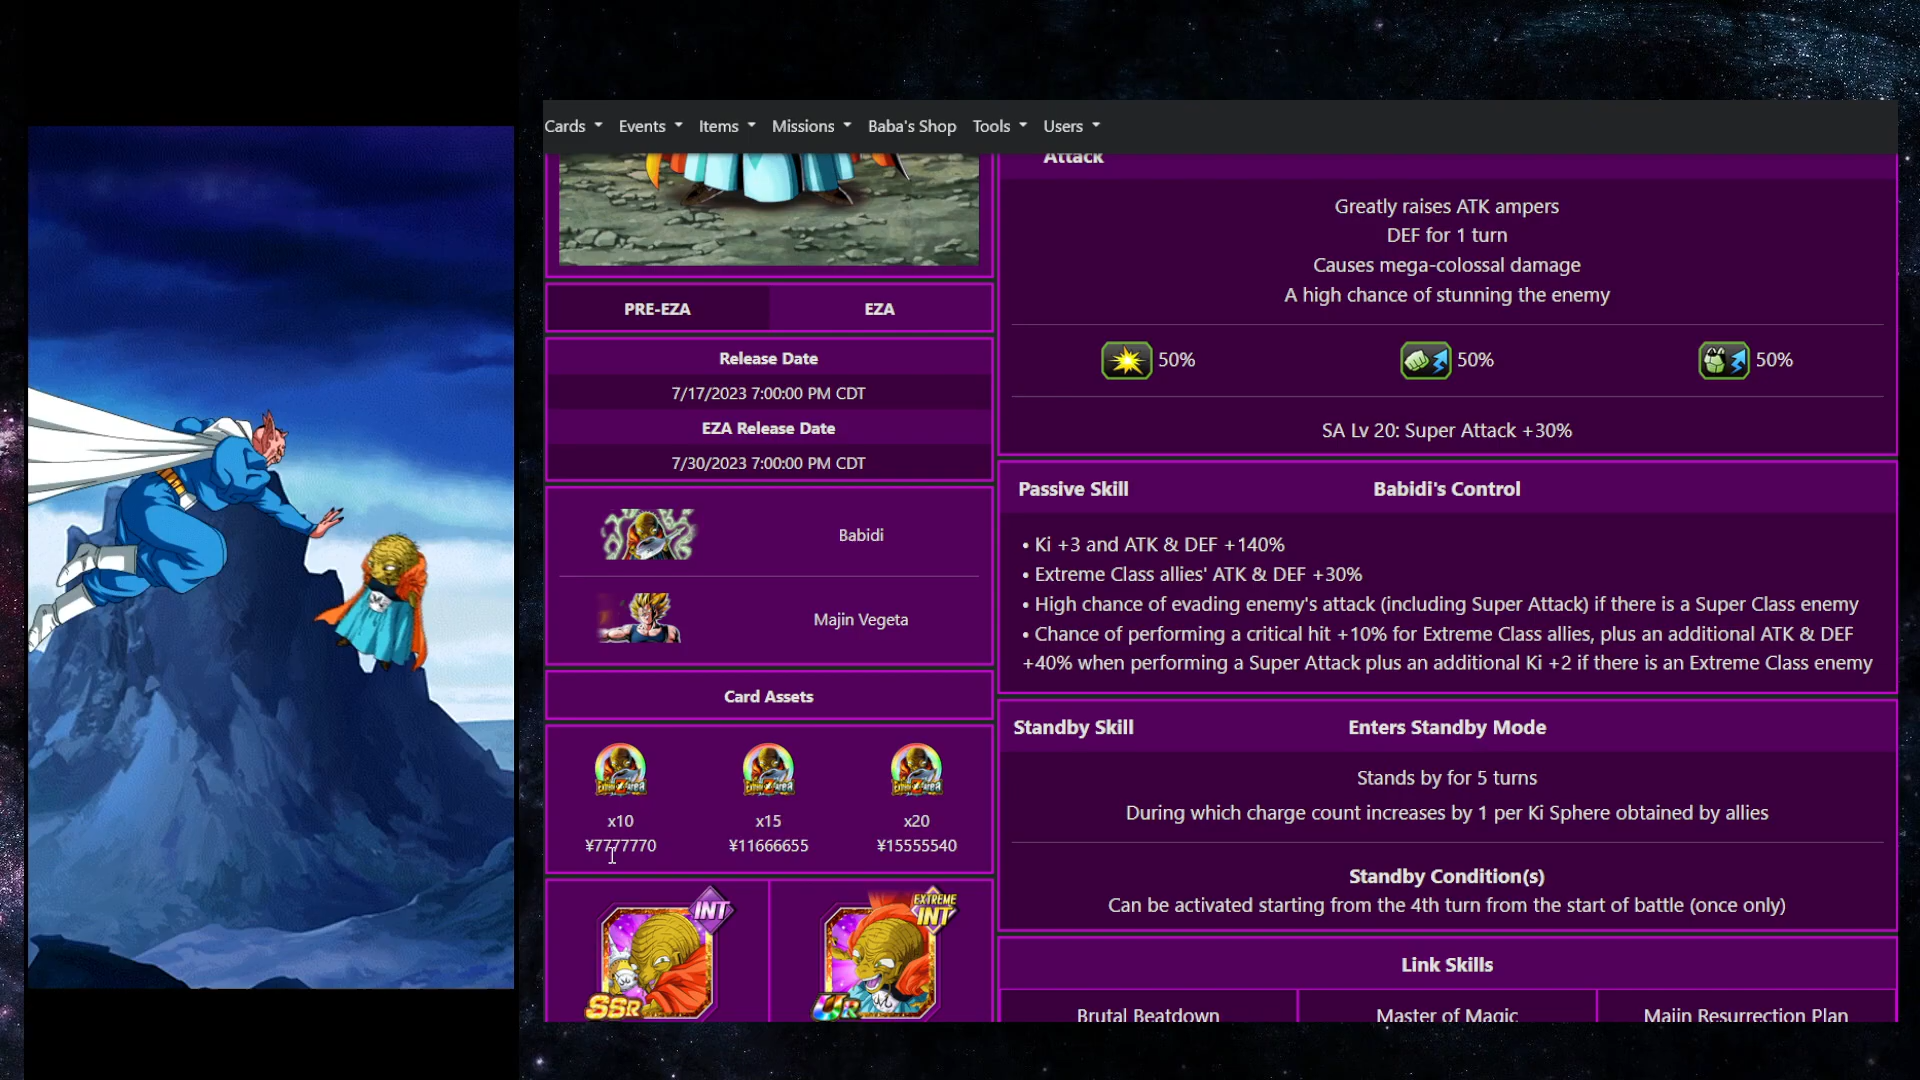 Cards Events Items Missions Baba's Shop Tools Users
PRE-EZA EZA
Release Date
7/17/2023 7:00:00 PM CDT
EZA Release Date
7/30/2023 7:00:00 PM CDT
Babidi
Majin Vegeta
Card Assets
EXTREME Z AREA EXTREME Z AREA EXTREME Z AREA
x10 x15 x20
¥7777770 ¥11666655 ¥15555540
INT EXTREME INT
SSR UR
Attack
Greatly raises ATK ampers
DEF for 1 turn
Causes mega-colossal damage
A high chance of stunning the enemy
50% 50% 50%
SA Lv 20: Super Attack +30%
Passive Skill Babidi's Control
• Ki +3 and ATK & DEF +140%
• Extreme Class allies' ATK & DEF +30%
• High chance of evading enemy's attack (including Super Attack) if there is a Super Class enemy
• Chance of performing a critical hit +10% for Extreme Class allies, plus an additional ATK & DEF
+40% when performing a Super Attack plus an additional Ki +2 if there is an Extreme Class enemy
Standby Skill Enters Standby Mode
Stands by for 5 turns
During which charge count increases by 1 per Ki Sphere obtained by allies
Standby Condition(s)
Can be activated starting from the 4th turn from the start of battle (once only)
Link Skills
Brutal Beatdown Master of Magic Majin Resurrection Plan